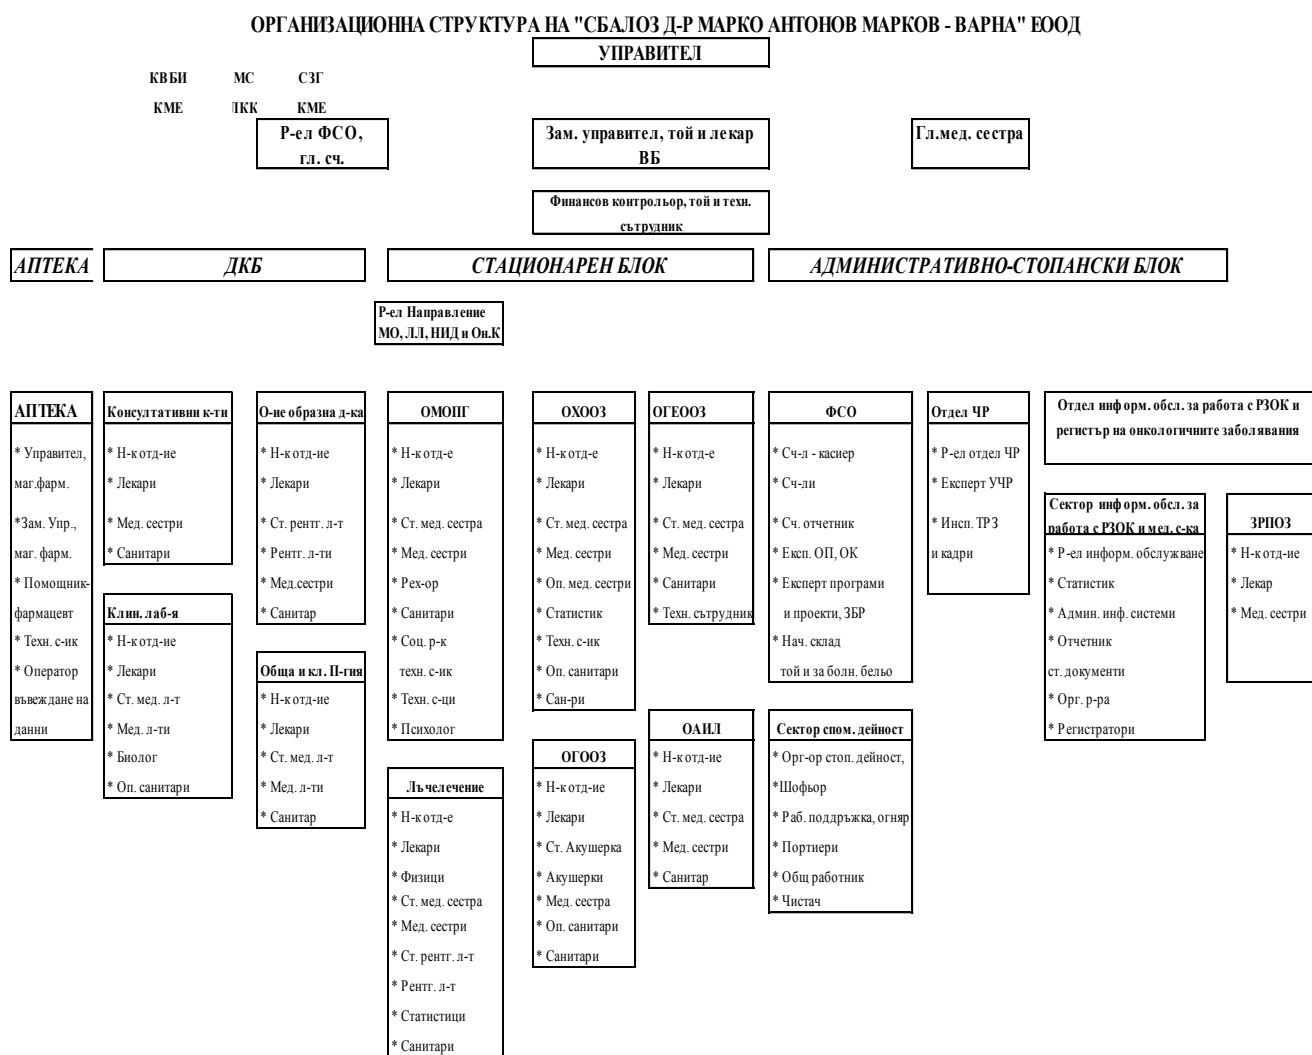 ОРГАНИЗАЦИОННА СТРУКТУРА НА "СБАЛОЗ Д-Р МАРКО АНТОНОВ МАРКОВ - ВАРНА" ЕООД
УПРАВИТЕЛ
КВБИ МС СЗГ
КМЕ ЛКК КМЕ
Р-ел ФСО,
гл. сч.
Зам. управител, той и лекар
ВБ
Гл.мед. сестра
Финансов контрольор, той и техн.
сътрудник
АПТЕКА
ДКБ
СТАЦИОНАРЕН БЛОК
АДМИНИСТРАТИВНО-СТОПАНСКИ БЛОК
Р-ел Направление
МО, ЛЛ, НИД и Он.К
АПТЕКА
* Управител,
маг.фарм.
*Зам. Упр.,
маг. фарм.
* Помощник-
фармацевт
* Техн. с-ик
* Оператор
въвеждане на
данни
Консултативни к-ти
* Н-к отд-ие
* Лекари
* Мед. сестри
* Санитари
Клин. лаб-я
* Н-к отд-ие
* Лекари
* Ст. мед. л-т
* Мед. л-ти
* Биолог
* Оп. санитари
О-ие образна д-ка
* Н-к отд-ие
* Лекари
* Ст. рентг. л-т
* Рентг. л-ти
* Мед.сестри
* Санитар
Обща и кл. П-гия
* Н-к отд-ие
* Лекари
* Ст. мед. л-т
* Мед. л-ти
* Санитар
ОМОПГ
* Н-к отд-е
* Лекари
* Ст. мед. сестра
* Мед. сестри
* Рех-ор
* Санитари
* Соц. р-к
техн. с-ик
* Техн. с-ци
* Психолог
Лъчелечение
* Н-к отд-е
* Лекари
* Физици
* Ст. мед. сестра
* Мед. сестри
* Ст. рентг. л-т
* Рентг. л-т
* Статистици
* Санитари
ОХООЗ
* Н-к отд-е
* Лекари
* Ст. мед. сестра
* Мед. сестри
* Оп. мед. сестри
* Статистик
* Техн. с-ик
* Оп. санитари
* Сан-ри
ОГООЗ
* Н-к отд-ие
* Лекари
* Ст. Акушерка
* Акушерки
* Мед. сестра
* Оп. санитари
* Санитари
ОГЕООЗ
* Н-к отд-е
* Лекари
* Ст. мед. сестра
* Мед. сестри
* Санитари
* Техн. сътрудник
ОАИЛ
* Н-к отд-ие
* Лекари
* Ст. мед. сестра
* Мед. сестри
* Санитар
ФСО
* Сч-л - касиер
* Сч-ли
* Сч. отчетник
* Експ. ОП, ОК
* Експерт програми
и проекти, ЗБР
* Нач. склад
той и за болн. бельо
Сектор спом. дейност
* Орг-ор стоп. дейност,
*Шофьор
* Раб. поддръжка, огняр
* Портиери
* Общ работник
* Чистач
Отдел ЧР
* Р-ел отдел ЧР
* Експерт УЧР
* Инсп. ТРЗ
и кадри
Отдел информ. обсл. за работа с РЗОК и
регистър на онкологичните заболявания
Сектор информ. обсл. за
работа с РЗОК и мед. с-ка
* Р-ел информ. обслужване
* Статистик
* Админ. инф. системи
* Отчетник
ст. документи
* Орг. р-ра
* Регистратори
ЗРПОЗ
* Н-к отд-ие
* Лекар
* Мед. сестри